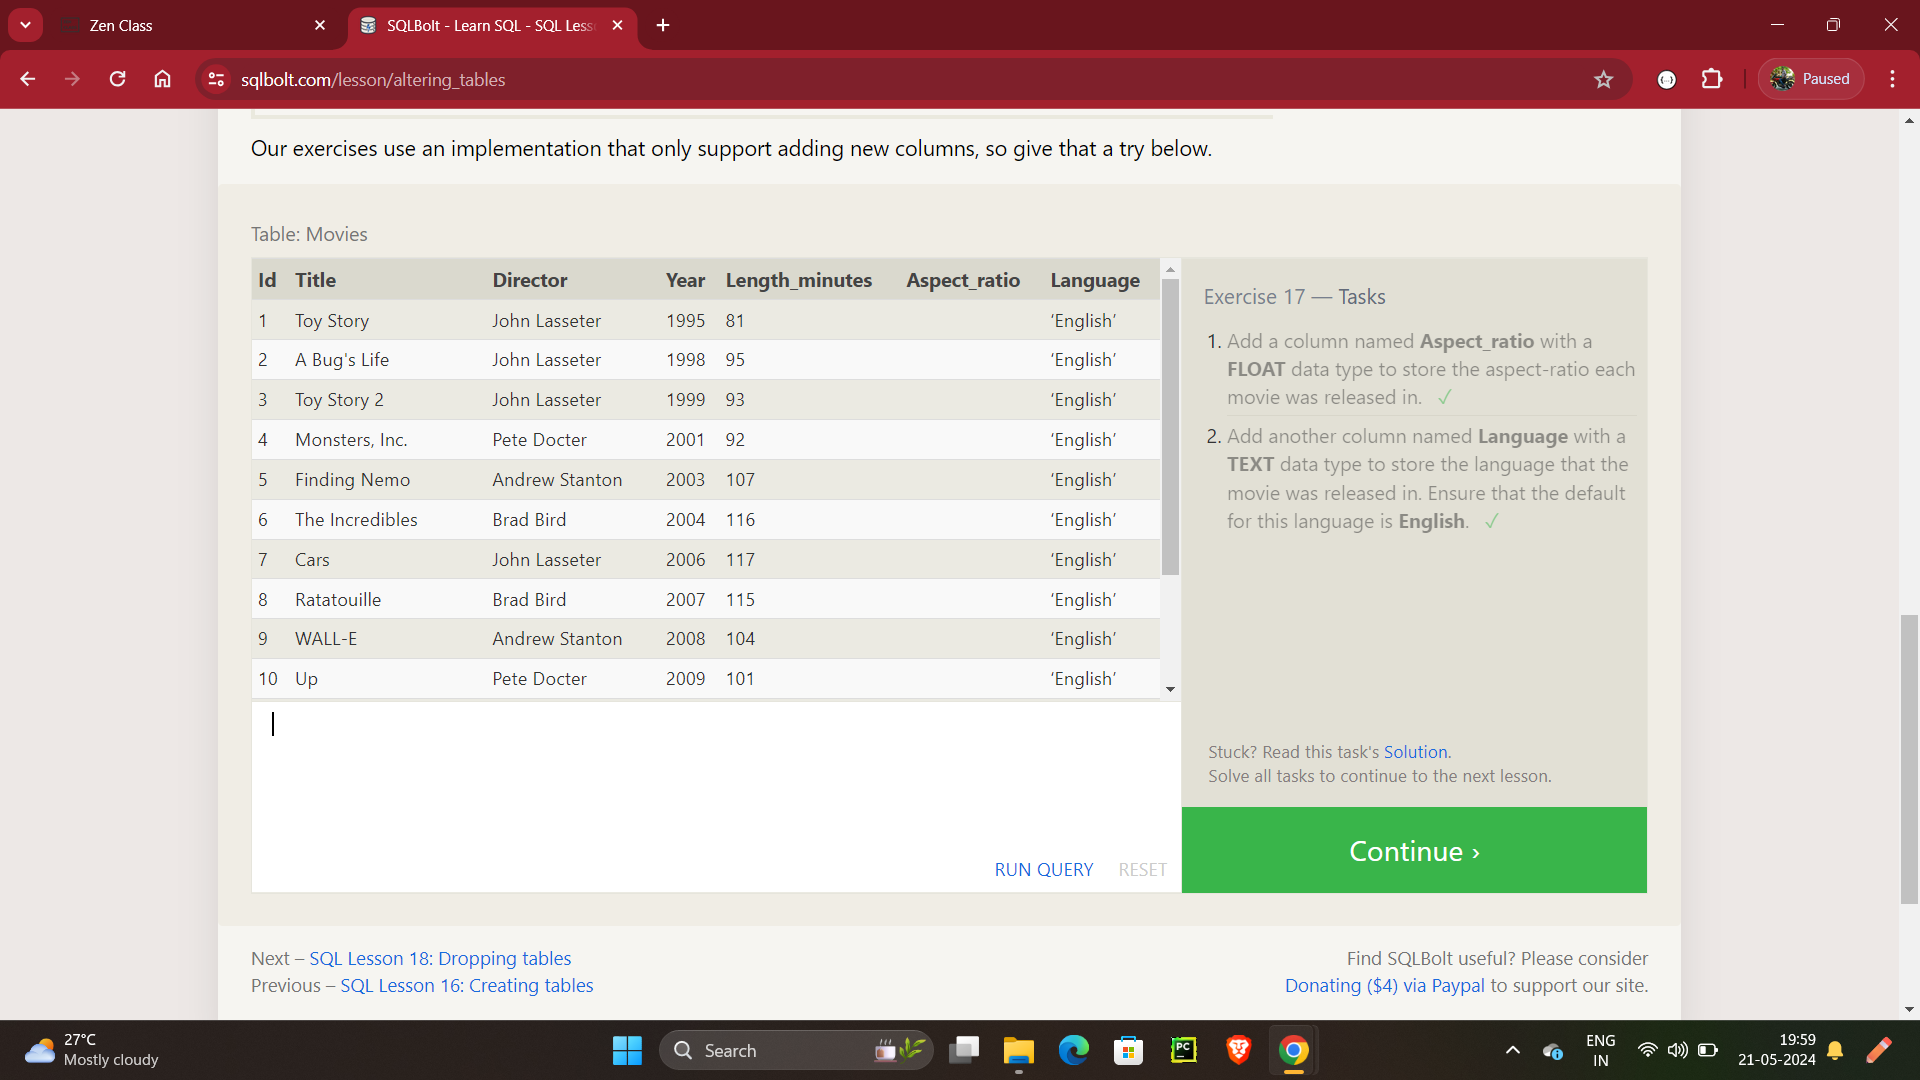 Zen Class
SQLBolt - Learn SQL - SQL Less
sqlbolt.com/lesson/altering_tables
Paused
Our exercises use an implementation that only support adding new columns, so give that a try below.
Table: Movies
Id Title Director Year Length_minutes Aspect_ratio Language
1 Toy Story John Lasseter 1995 81 ‘English’
2 A Bug's Life John Lasseter 1998 95 ‘English’
3 Toy Story 2 John Lasseter 1999 93 ‘English’
4 Monsters, Inc. Pete Docter 2001 92 ‘English’
5 Finding Nemo Andrew Stanton 2003 107 ‘English’
6 The Incredibles Brad Bird 2004 116 ‘English’
7 Cars John Lasseter 2006 117 ‘English’
8 Ratatouille Brad Bird 2007 115 ‘English’
9 WALL-E Andrew Stanton 2008 104 ‘English’
10 Up Pete Docter 2009 101 ‘English’
RUN QUERY RESET
Exercise 17 — Tasks
1. Add a column named Aspect_ratio with a
FLOAT data type to store the aspect-ratio each
movie was released in. ✓
2. Add another column named Language with a
TEXT data type to store the language that the
movie was released in. Ensure that the default
for this language is English. ✓
Stuck? Read this task's Solution.
Solve all tasks to continue to the next lesson.
Continue ›
Next – SQL Lesson 18: Dropping tables
Previous – SQL Lesson 16: Creating tables
Find SQLBolt useful? Please consider
Donating ($4) via Paypal to support our site.
27°C
Mostly cloudy
Search
PC
ENG
IN
19:59
21-05-2024